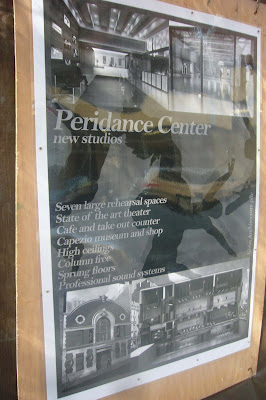 Peridance Center
new studios
Seven large rehearsal spaces
State of the art theater
Cafe and take out counter
Capezio museum and shop
High ceilings
Column free
Sprung floors
Professional sound systems